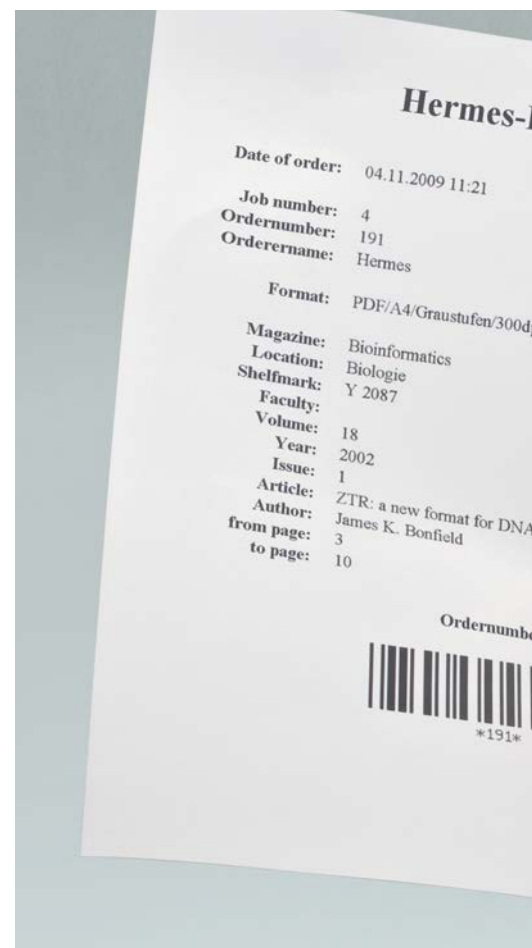 Hermes-
Date of order: 04.11.2009 11:21
Job number: 4
Ordernumber: 191
Orderername: Hermes
Format: PDF/A4/Graustufen/300d
Magazine: Bioinformatics
Location: Biologie
Shelfmark: Y 2087
Faculty:
Volume: 18
Year: 2002
Issue: 1
Article: ZTR: a new format for DNA
Author: James K. Bonfield
from page: 3
to page: 10
Ordernumbe
*191*